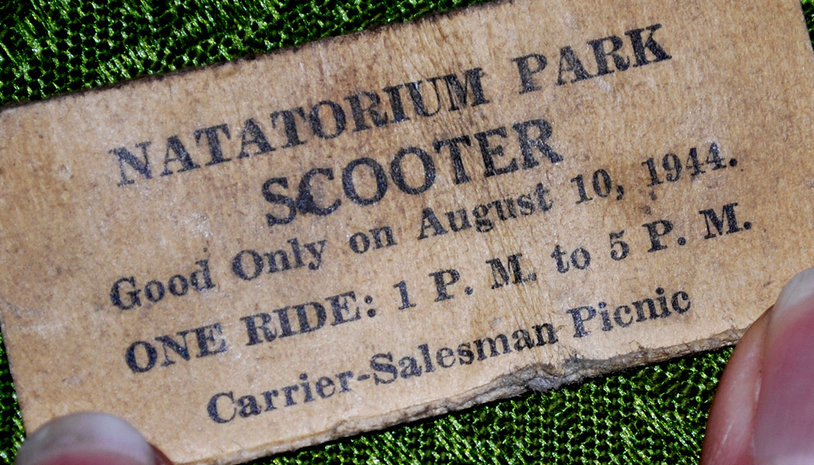 NATATORIUM PARK
SCOOTER
Good Only on August 10, 1944.
ONE RIDE: 1 P. M. to 5 P. M.
Carrier-Salesman Picnic